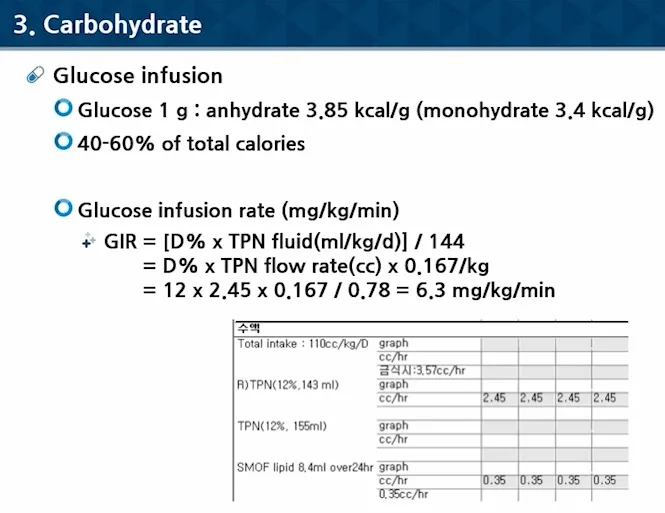 3. Carbohydrate
Glucose infusion
Glucose 1 g : anhydrate 3.85 kcal/g (monohydrate 3.4 kcal/g)
40-60% of total calories
Glucose infusion rate (mg/kg/min)
GIR = [D% x TPN fluid(ml/kg/d)] / 144
= D% x TPN flow rate(cc) x 0.167/kg
= 12 x 2.45 x 0.167 / 0.78 = 6.3 mg/kg/min
수액
Total intake : 110cc/kg/D graph
cc/hr
금식시:3.57cc/hr
R)TPN(12%,143 ml) graph
cc/hr 2.45 2.45 2.45 2.45
TPN(12%, 155ml) graph
cc/hr
SMOF lipid 8.4ml over24hr graph
cc/hr 0.35 0.35 0.35 0.35
0.35cc/hr